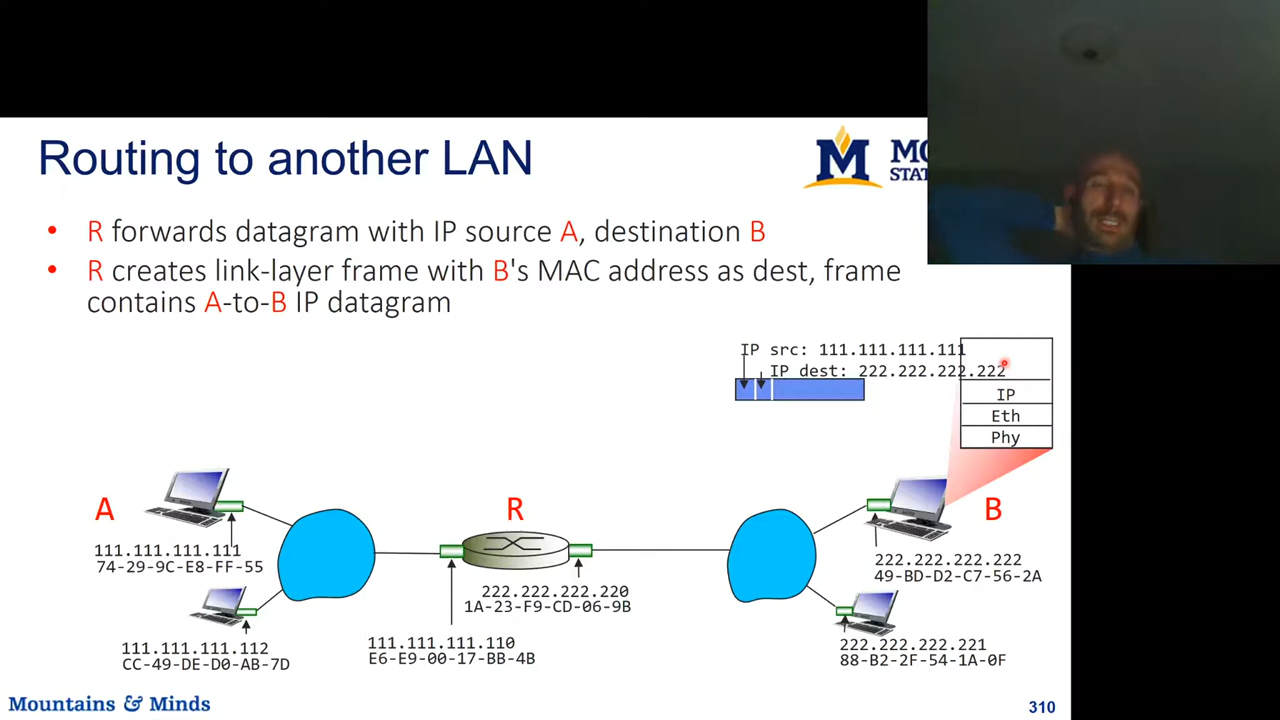 Routing to another LAN
M
MO
STATE
• R forwards datagram with IP source A, destination B
• R creates link-layer frame with B's MAC address as dest, frame
contains A-to-B IP datagram
IP src: 111.111.111.111
IP dest: 222.222.222.222
IP
Eth
Phy
A
R
B
111.111.111.111
74-29-9C-E8-FF-55
222.222.222.222
49-BD-D2-C7-56-2A
222.222.222.220
1A-23-F9-CD-06-9B
111.111.111.112
CC-49-DE-D0-AB-7D
111.111.111.110
E6-E9-00-17-BB-4B
222.222.222.221
88-B2-2F-54-1A-0F
Mountains & Minds
310